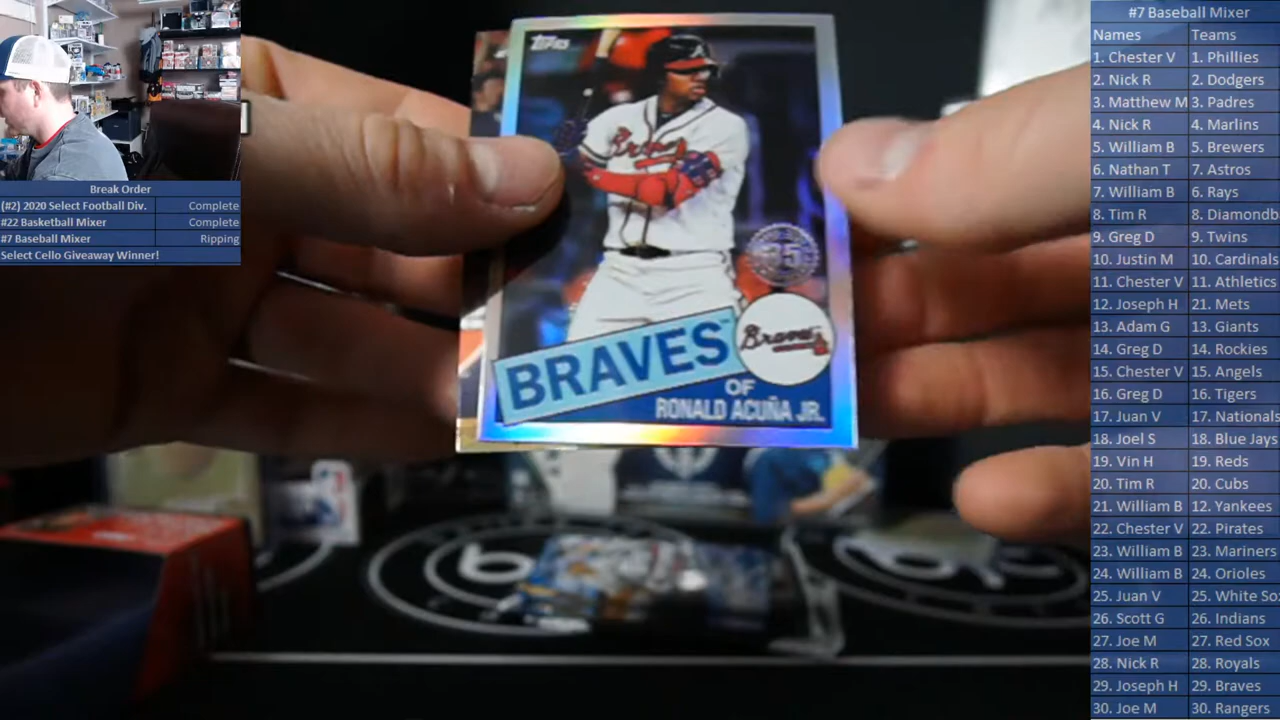 Break Order
(#2) 2020 Select Football Div. Complete
#22 Basketball Mixer Complete
#7 Baseball Mixer Ripping
Select Cello Giveaway Winner!
Topps
Braves
35
BRAVES™
Braves
OF
RONALD ACUÑA JR.
#7 Baseball Mixer
Names Teams
1. Chester V 1. Phillies
2. Nick R 2. Dodgers
3. Matthew M 3. Padres
4. Nick R 4. Marlins
5. William B 5. Brewers
6. Nathan T 7. Astros
7. William B 6. Rays
8. Tim R 8. Diamondb
9. Greg D 9. Twins
10. Justin M 10. Cardinals
11. Chester V 11. Athletics
12. Joseph H 21. Mets
13. Adam G 13. Giants
14. Greg D 14. Rockies
15. Chester V 15. Angels
16. Greg D 16. Tigers
17. Juan V 17. Nationals
18. Joel S 18. Blue Jays
19. Vin H 19. Reds
20. Tim R 20. Cubs
21. William B 12. Yankees
22. Chester V 22. Pirates
23. William B 23. Mariners
24. William B 24. Orioles
25. Juan V 25. White So
26. Scott G 26. Indians
27. Joe M 27. Red Sox
28. Nick R 28. Royals
29. Joseph H 29. Braves
30. Joe M 30. Rangers